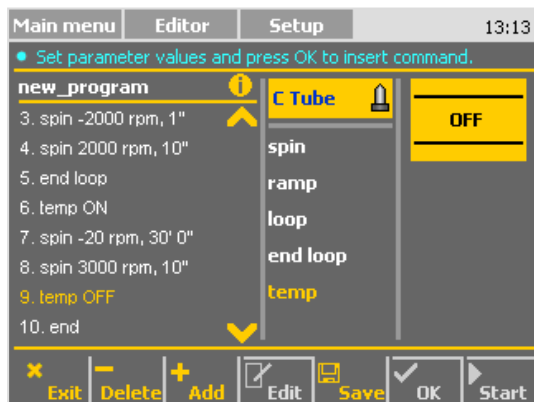 Main menu Editor Setup 13:13
• Set parameter values and press OK to insert command.
new_program i
3. spin -2000 rpm, 1"
4. spin 2000 rpm, 10"
5. end loop
6. temp ON
7. spin -20 rpm, 30' 0"
8. spin 3000 rpm, 10"
9. temp OFF
10. end
C Tube
spin
ramp
loop
end loop
temp
OFF
Exit Delete Add Edit Save OK Start